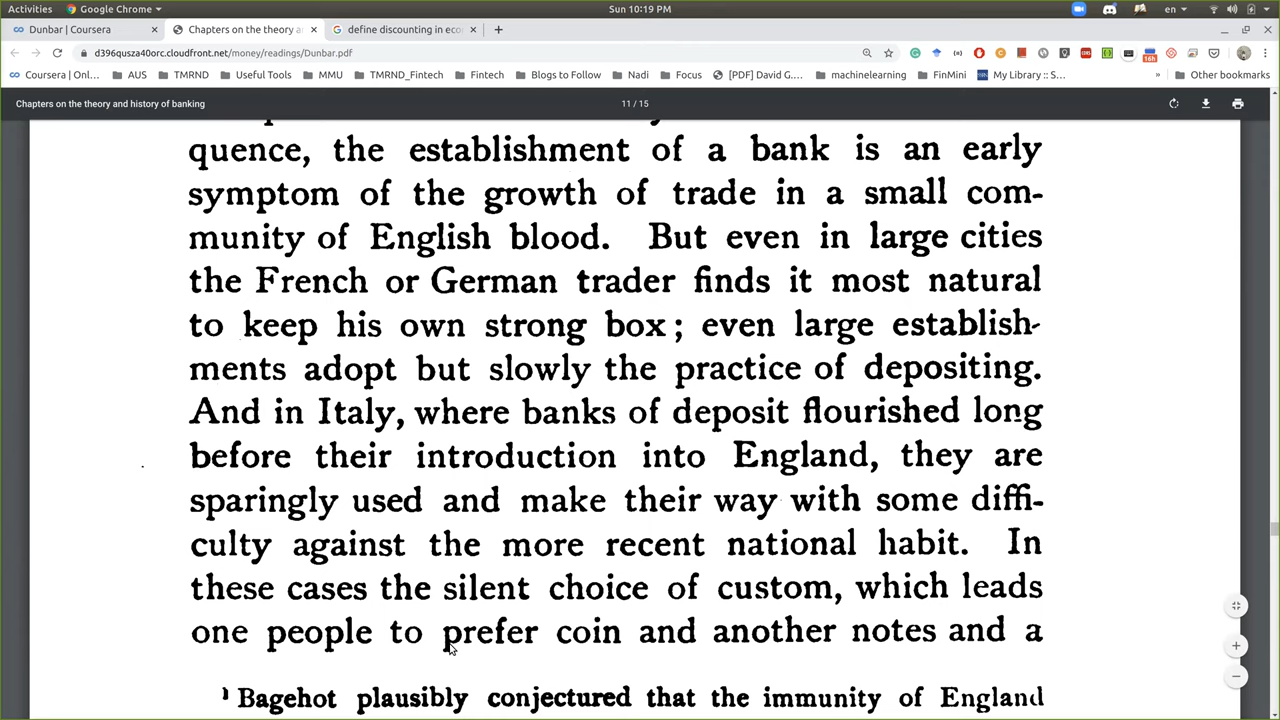 Activities
Google Chrome
Sun 10:19 PM
en
Dunbar | Coursera
Chapters on the theory an
define discounting in eco
d396qusza40orc.cloudfront.net/money/readings/Dunbar.pdf
16h
Coursera | Onl...
AUS
TMRND
Useful Tools
MMU
TMRND_Fintech
Fintech
Blogs to Follow
Nadi
Focus
[PDF] David G....
machinelearning
FinMini
My Library :: S...
»
Other bookmarks
Chapters on the theory and history of banking
11 / 15
quence, the establishment of a bank is an early
symptom of the growth of trade in a small com-
munity of English blood. But even in large cities
the French or German trader finds it most natural
to keep his own strong box; even large establish-
ments adopt but slowly the practice of depositing.
And in Italy, where banks of deposit flourished long
before their introduction into England, they are
sparingly used and make their way with some diffi-
culty against the more recent national habit. In
these cases the silent choice of custom, which leads
one people to prefer coin and another notes and a
¹ Bagehot plausibly conjectured that the immunity of England